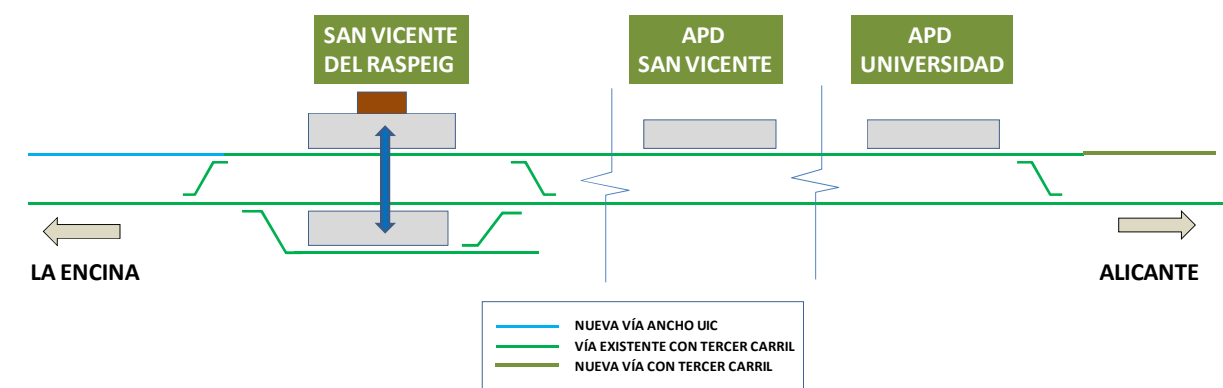 SAN VICENTE
DEL RASPEIG
APD
SAN VICENTE
APD
UNIVERSIDAD
LA ENCINA
ALICANTE
NUEVA VÍA ANCHO UIC
VÍA EXISTENTE CON TERCER CARRIL
NUEVA VÍA CON TERCER CARRIL